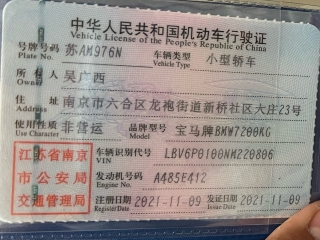 中华人民共和国机动车行驶证
Vehicle License of the People's Republic of China
号牌号码 苏AM976N 车辆类型 小型轿车
Plate No. Vehicle Type
所有人 吴广西
Owner
住址 南京市六合区龙袍街道新桥社区大庄23号
Address
使用性质 非营运 品牌型号 宝马牌BMW7200KG
Use Character Model
江苏省南京 车辆识别代号 LBV6P0100NM220806
VIN
市公安局 发动机号码 A485E412
Engine No.
交通管理局 注册日期 2021-11-09 发证日期 2021-11-09
Register Date Issue Date